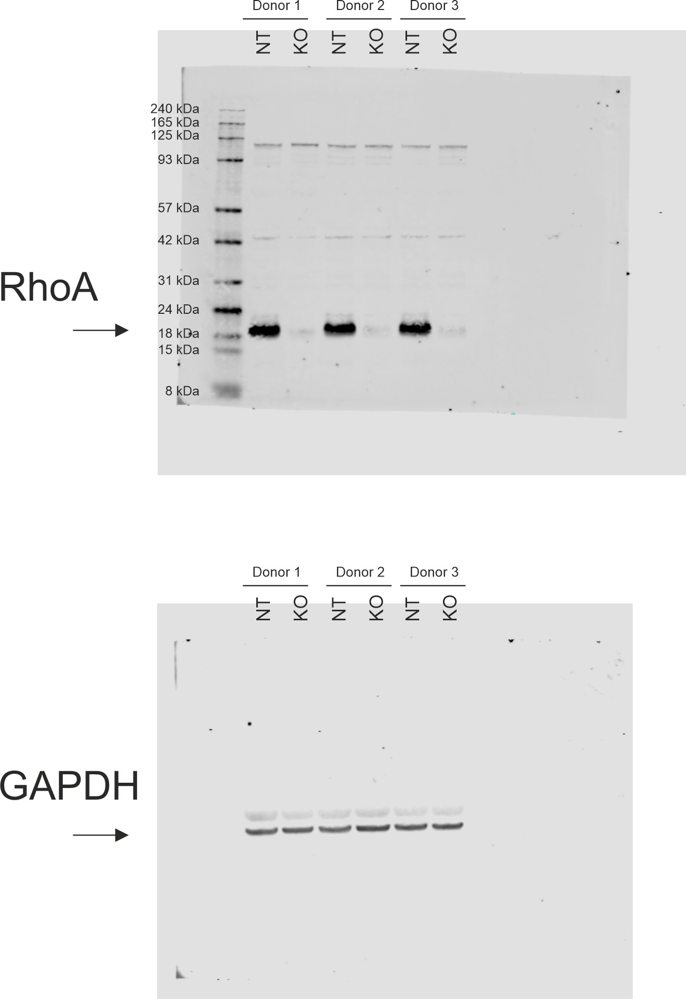 Donor 1 Donor 2 Donor 3
NT KO NT KO NT KO
240 kDa
165 kDa
125 kDa
93 kDa
57 kDa
42 kDa
31 kDa
RhoA
24 kDa
18 kDa
15 kDa
8 kDa
Donor 1 Donor 2 Donor 3
NT KO NT KO NT KO
GAPDH